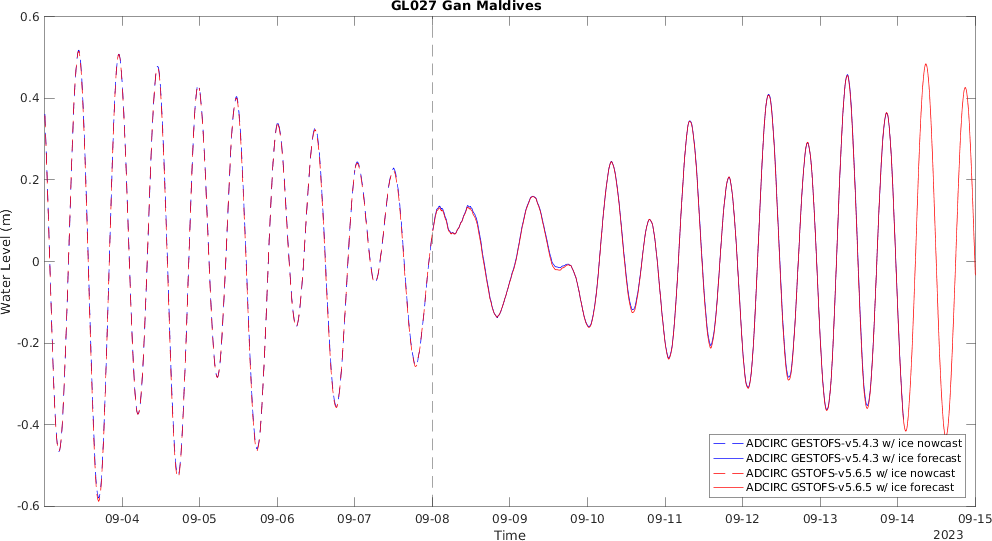 GL027 Gan Maldives
0.6
0.4
0.2
0
-0.2
-0.4
-0.6
Water Level (m)
ADCIRC GESTOFS-v5.4.3 w/ ice nowcast
ADCIRC GESTOFS-v5.4.3 w/ ice forecast
ADCIRC GSTOFS-v5.6.5 w/ ice nowcast
ADCIRC GSTOFS-v5.6.5 w/ ice forecast
09-04 09-05 09-06 09-07 09-08 09-09 09-10 09-11 09-12 09-13 09-14 09-15
Time
2023